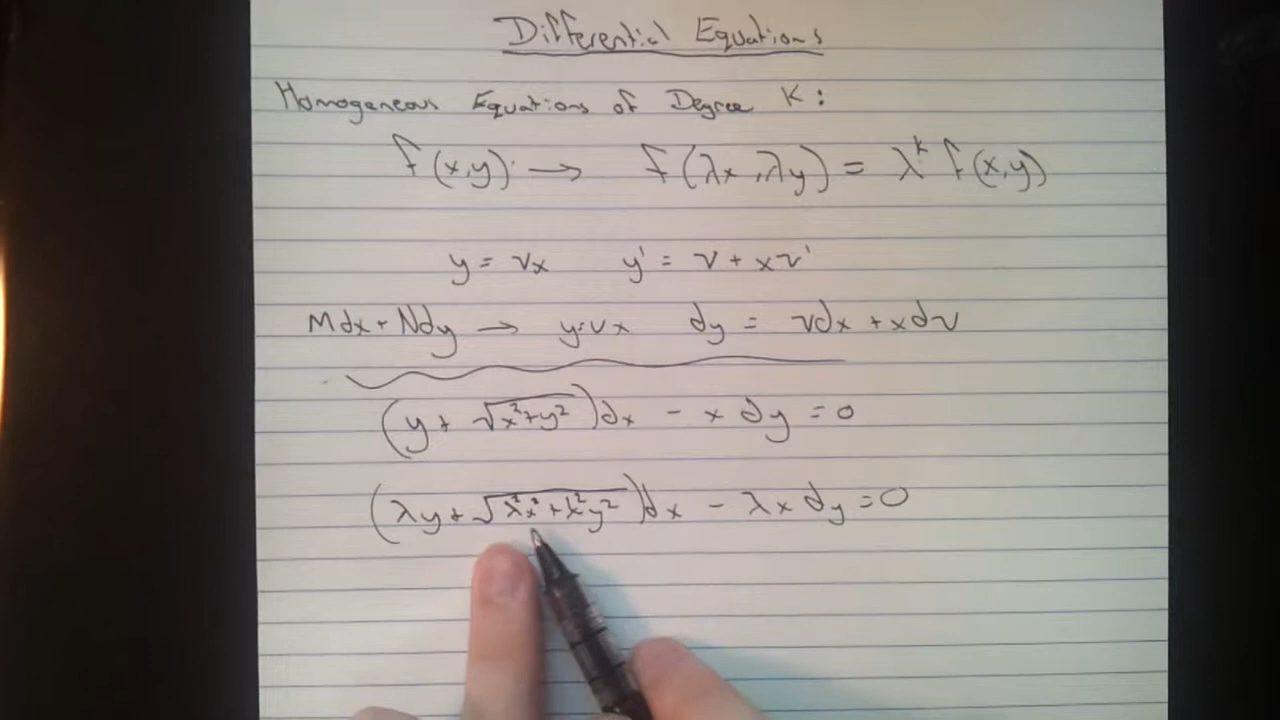 Differential Equations
Homogeneous Equations of Degree K:
f(x,y) → f(λx,λy) = λ^k f(x,y)
y = vx y' = v + xv'
Mdx + Ndy → y=vx dy = vdx + xdv
(y + √(x²+y²))dx - x dy = 0
(λy + √(λ²x²+λ²y²))dx - λx dy = 0